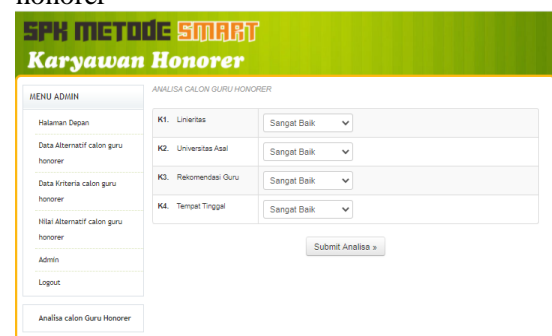 honorer
SPK METODE SMART
Karyawan Honorer
MENU ADMIN
Halaman Depan
Data Alternatif calon guru
honorer
Data Kriteria calon guru
honorer
Nilai Alternatif calon guru
honorer
Admin
Logout
Analisa calon Guru Honorer
ANALISA CALON GURU HONORER
K1. Linieritas Sangat Baik
K2. Universitas Asal Sangat Baik
K3. Rekomendasi Guru Sangat Baik
K4. Tempat Tinggal Sangat Baik
Submit Analisa »